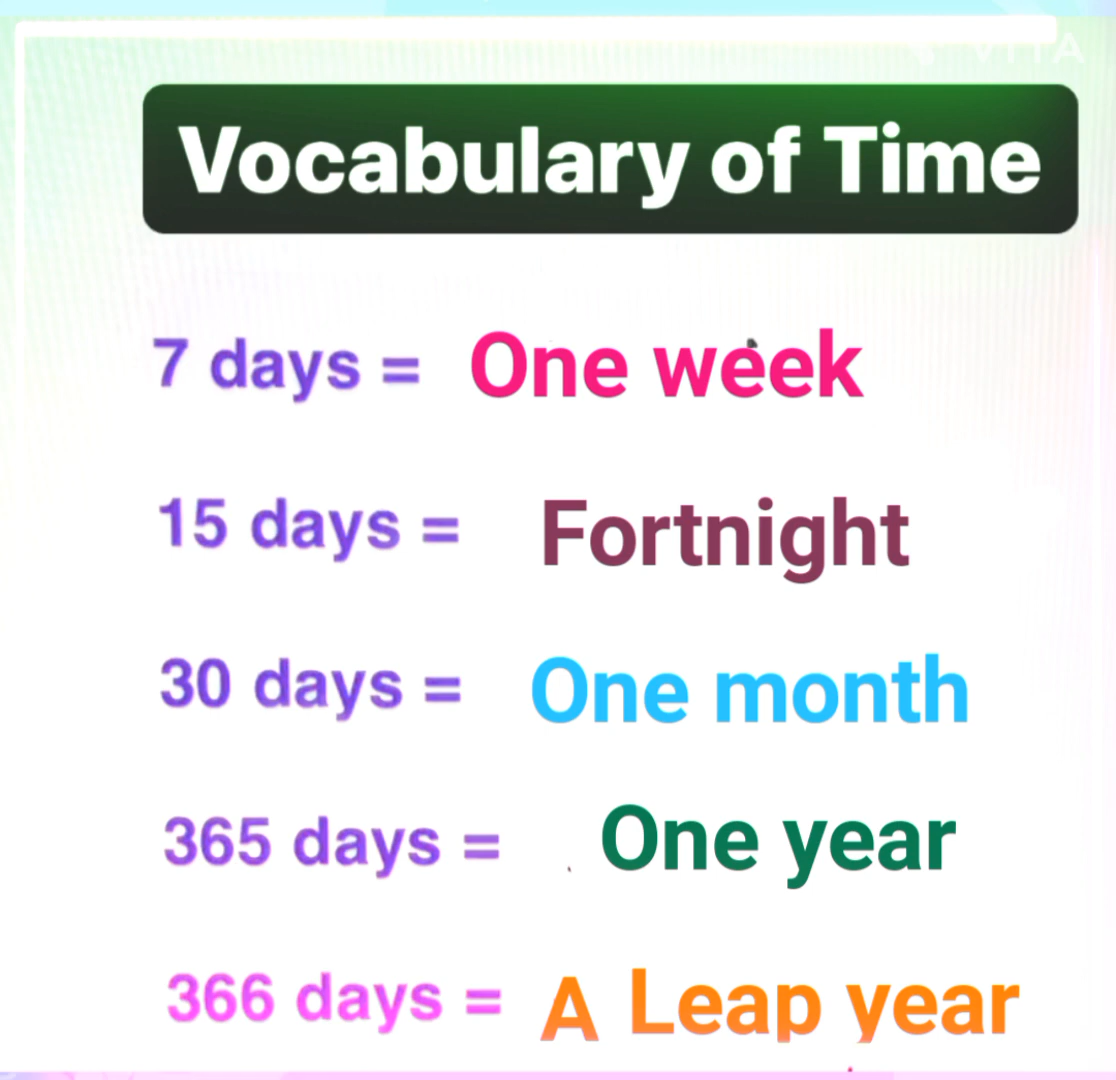 VITA
Vocabulary of Time
7 days = One week
15 days = Fortnight
30 days = One month
365 days = One year
366 days = A Leap year